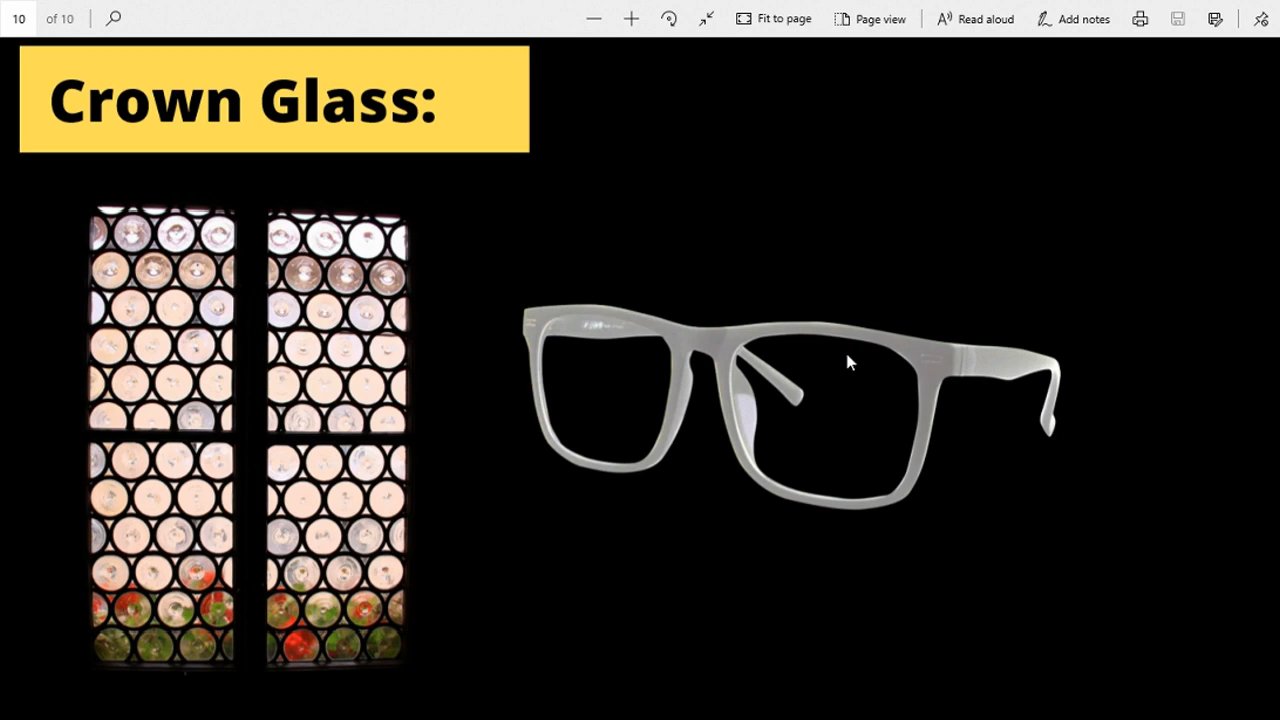 10 of 10
Fit to page
Page view
Read aloud
Add notes
Crown Glass: